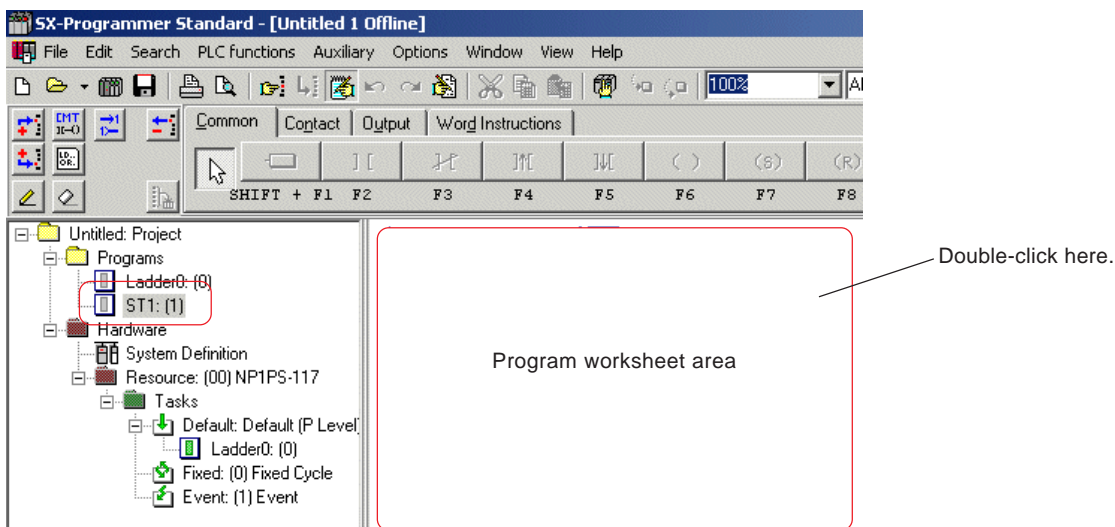 SX-Programmer Standard - [Untitled 1 Offline]
File Edit Search PLC functions Auxiliary Options Window View Help
100%
Common Contact Output Word Instructions
SHIFT + F1 F2 F3 F4 F5 F6 F7 F8
Untitled: Project
Programs
Ladder0: (0)
ST1: (1)
Hardware
System Definition
Resource: (00) NP1PS-117
Tasks
Default: Default (P Level)
Ladder0: (0)
Fixed: (0) Fixed Cycle
Event: (1) Event
Program worksheet area
Double-click here.